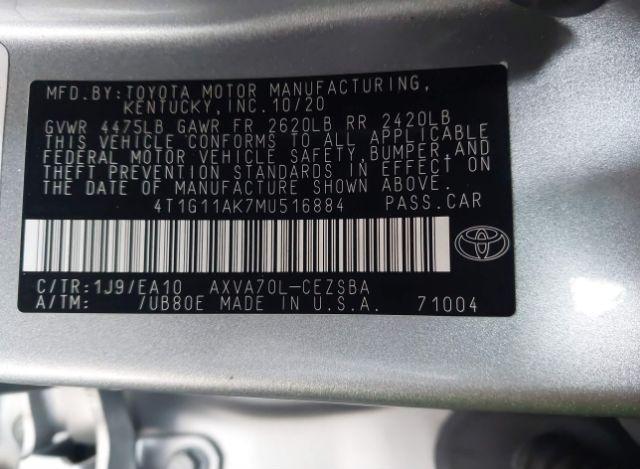 MFD.BY:TOYOTA MOTOR MANUFACTURING,
KENTUCKY,INC.10/20
GVWR 4475LB GAWR FR 2620LB RR 2420LB
THIS VEHICLE CONFORMS TO ALL APPLICABLE
FEDERAL MOTOR VEHICLE SAFETY,BUMPER,AND
THEFT PREVENTION STANDARDS IN EFFECT ON
THE DATE OF MANUFACTURE SHOWN ABOVE.
4T1G11AK7MU516884 PASS.CAR
C/TR:1J9/EA10 AXVA70L-CEZSBA
A/TM: /UB80E MADE IN U.S.A. 71004